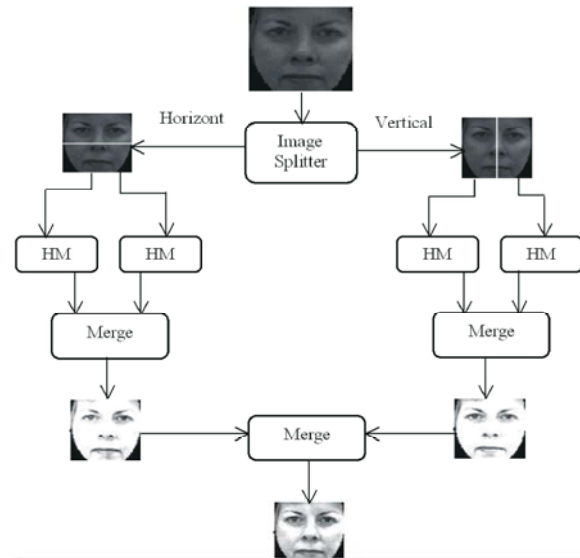 Horizont
Image
Splitter
Vertical
HM
HM
HM
HM
Merge
Merge
Merge